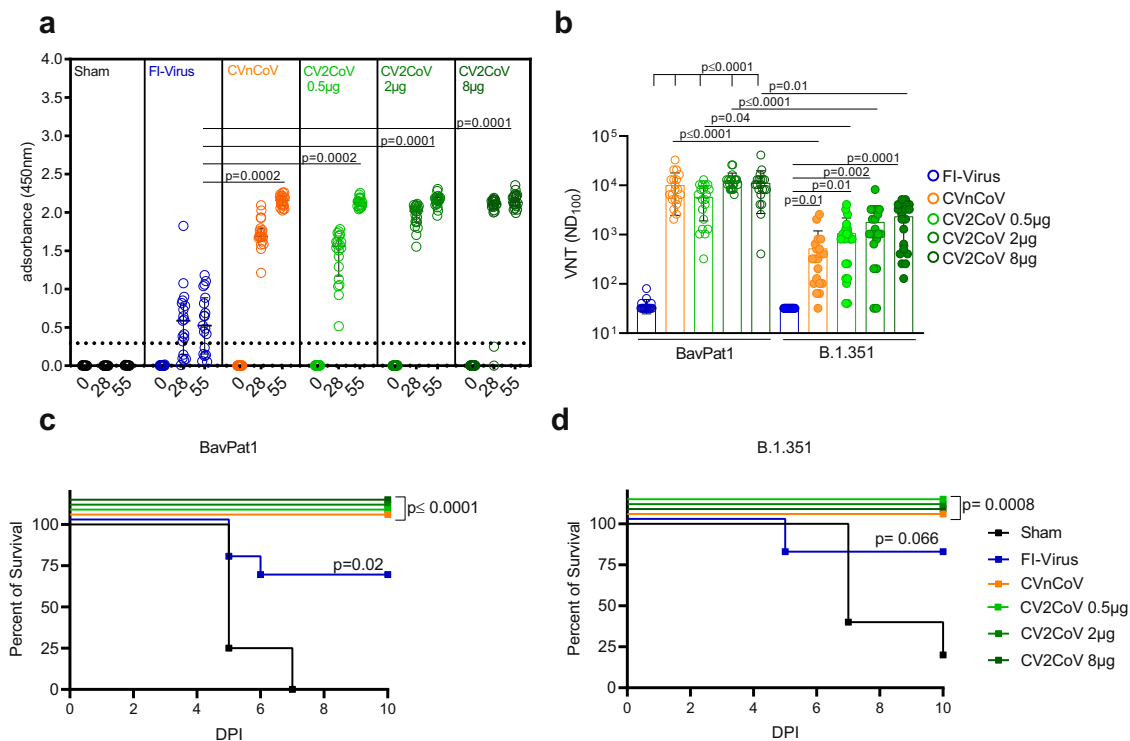 a
adsorbance (450nm)
4.0
3.5
3.0
2.5
2.0
1.5
1.0
0.5
0.0
Sham
FI-Virus
CVnCoV
CV2CoV
0.5µg
CV2CoV
2µg
CV2CoV
8µg
p=0.0001
p=0.0001
p=0.0002
p=0.0002
0 28 55 0 28 55 0 28 55 0 28 55 0 28 55 0 28 55
b
VNT (ND100)
10⁵
10⁴
10³
10²
10¹
p≤0.0001
p=0.01
p≤0.0001
p=0.04
p≤0.0001
p=0.0001
p=0.002
p=0.01
p=0.01
BavPat1
B.1.351
FI-Virus
CVnCoV
CV2CoV 0.5µg
CV2CoV 2µg
CV2CoV 8µg
c
BavPat1
Percent of Survival
100
75
50
25
0
p≤ 0.0001
p=0.02
0 2 4 6 8 10
DPI
d
B.1.351
Percent of Survival
100
75
50
25
0
p= 0.0008
p= 0.066
0 2 4 6 8 10
DPI
Sham
FI-Virus
CVnCoV
CV2CoV 0.5µg
CV2CoV 2µg
CV2CoV 8µg